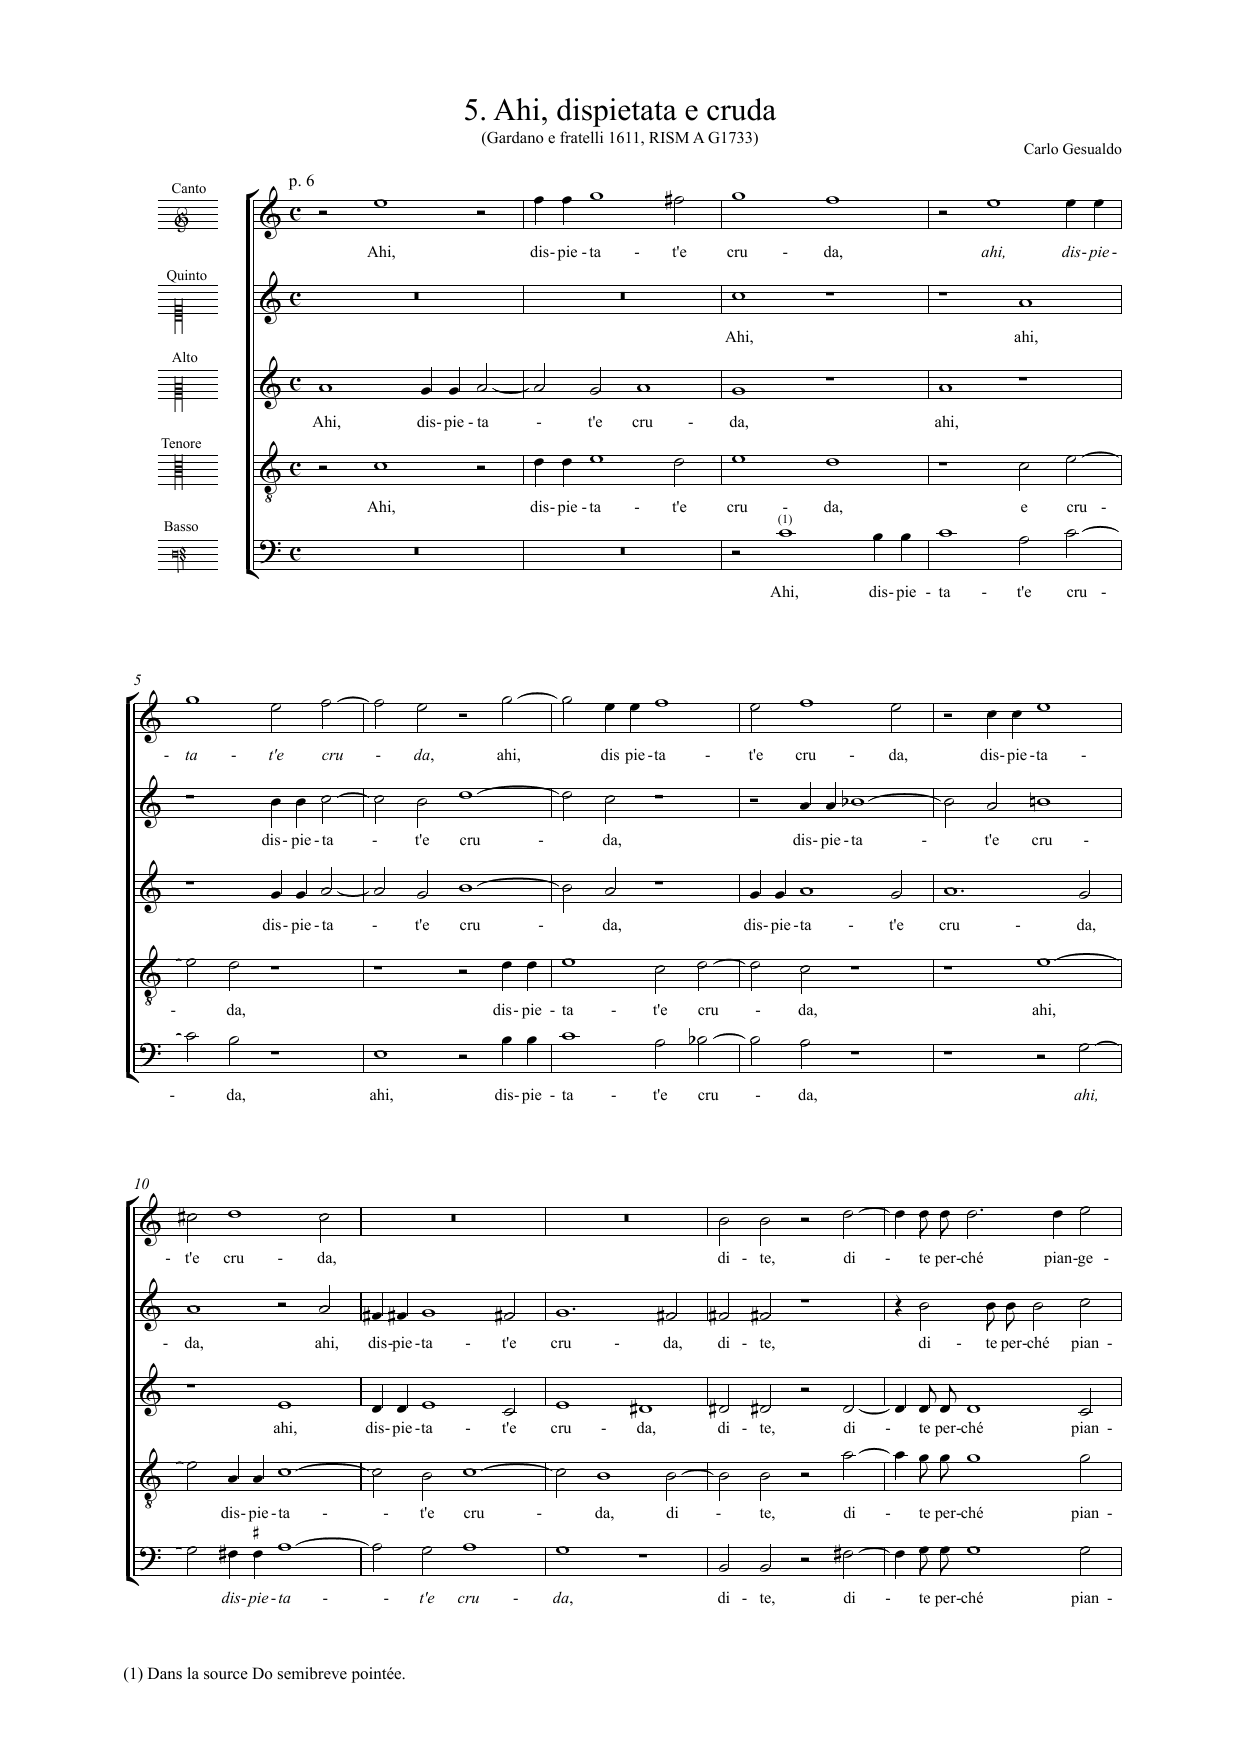 5. Ahi, dispietata e cruda
(Gardano e fratelli 1611, RISM A G1733)
Carlo Gesualdo
p. 6
Canto
Ahi, dis- pie - ta - t'e cru - da, ahi, dis- pie -
Quinto
Ahi, ahi,
Alto
Ahi, dis- pie - ta - t'e cru - da, ahi,
Tenore
Ahi, dis- pie - ta - t'e cru - da, e cru -
(1)
Basso
Ahi, dis- pie - ta - t'e cru -
5
- ta - t'e cru - da, ahi, dis pie - ta - t'e cru - da, dis- pie - ta -
dis- pie - ta - t'e cru - da, dis- pie - ta - t'e cru -
dis- pie - ta - t'e cru - da, dis- pie - ta - t'e cru - da,
- da, dis- pie - ta - t'e cru - da, ahi,
- da, ahi, dis- pie - ta - t'e cru - da, ahi,
10
- t'e cru - da, di - te, di - te per-ché pian-ge -
- da, ahi, dis-pie - ta - t'e cru - da, di - te, di - te per-ché pian -
ahi, dis- pie - ta - t'e cru - da, di - te, di - te per-ché pian -
dis- pie - ta - - t'e cru - da, di - te, di - te per-ché pian -
dis- pie - ta - - t'e cru - da, di - te, di - te per-ché pian -
(1) Dans la source Do semibreve pointée.